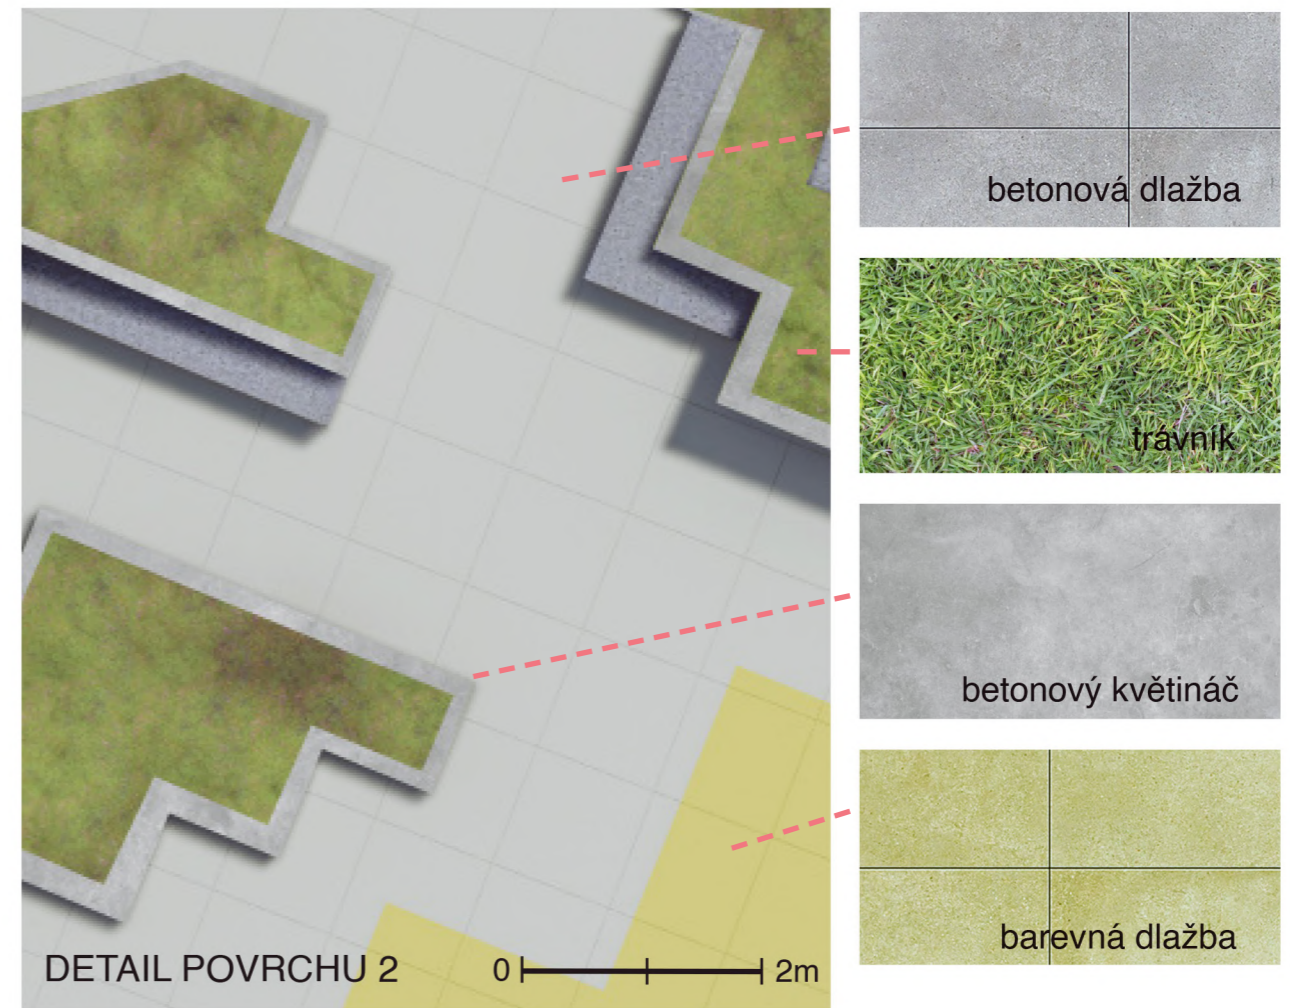 betonová dlažba
trávník
betonový květináč
barevná dlažba
DETAIL POVRCHU 2
0 2m